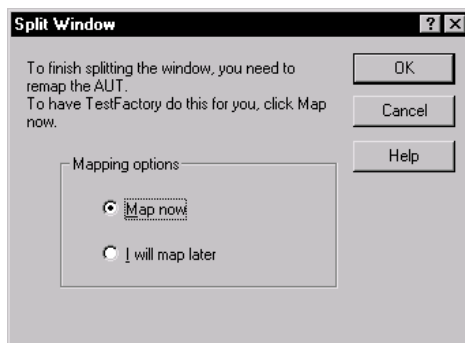 Split Window
To finish splitting the window, you need to
remap the AUT.
To have TestFactory do this for you, click Map
now.
OK
Cancel
Help
Mapping options
Map now
I will map later